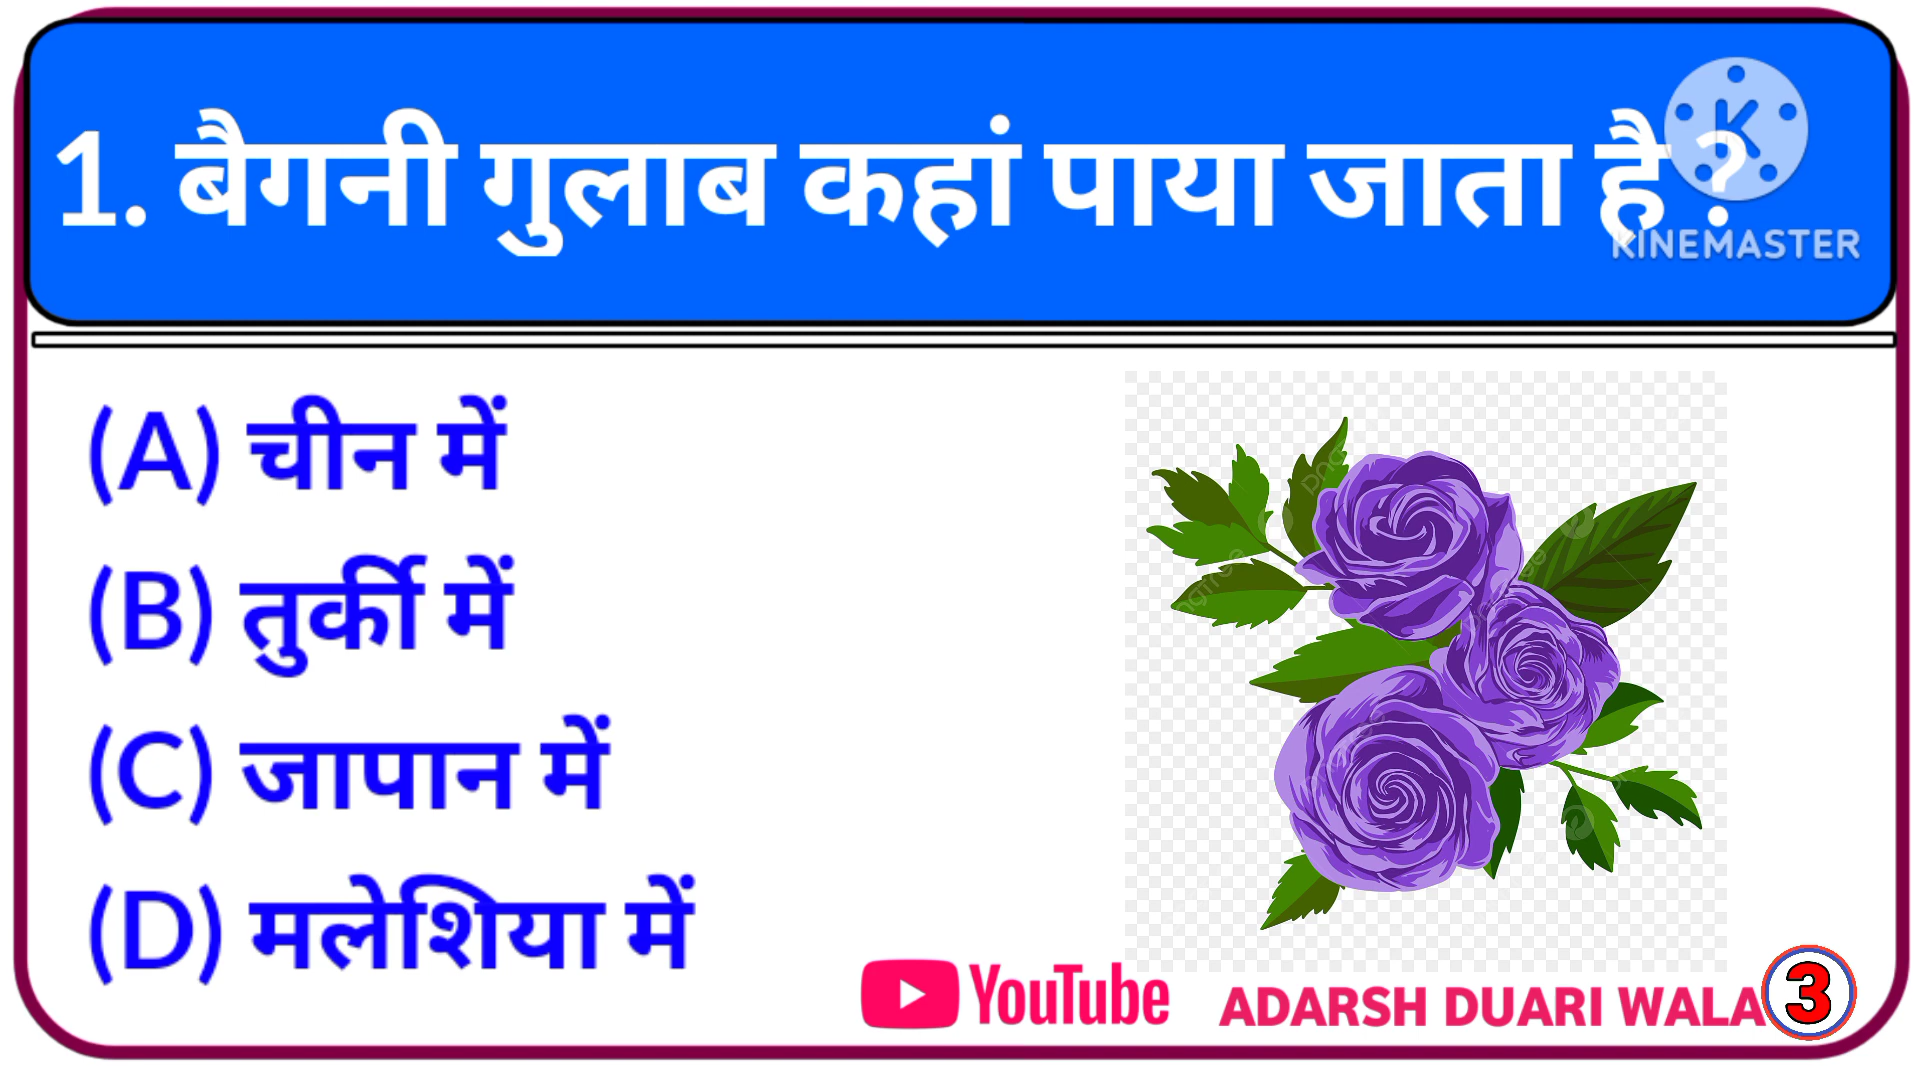 1. बैगनी गुलाब कहां पाया जाता है ?
KINEMASTER
(A) चीन में
(B) तुर्की में
(C) जापान में
(D) मलेशिया में
YouTube ADARSH DUARI WALA 3